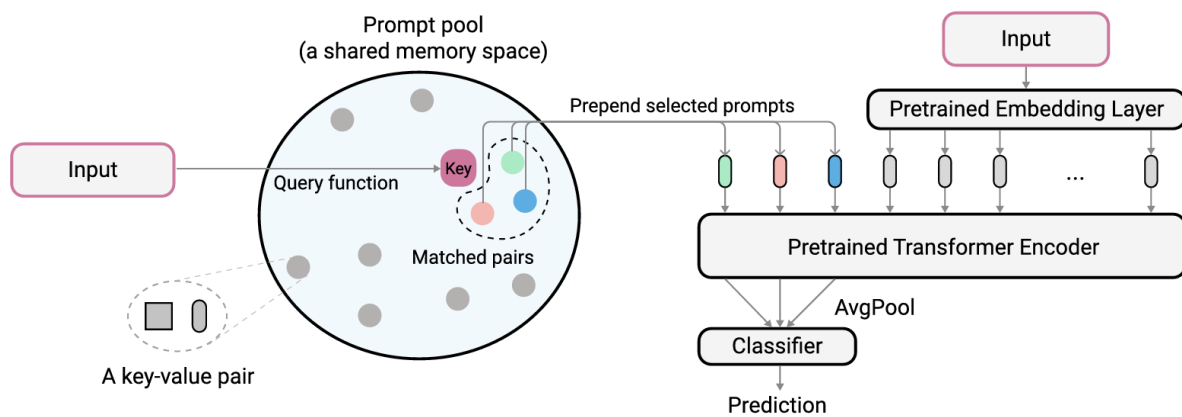 Prompt pool
(a shared memory space)
Input
Query function
Key
Matched pairs
A key-value pair
Prepend selected prompts
Input
Pretrained Embedding Layer
...
Pretrained Transformer Encoder
AvgPool
Classifier
Prediction